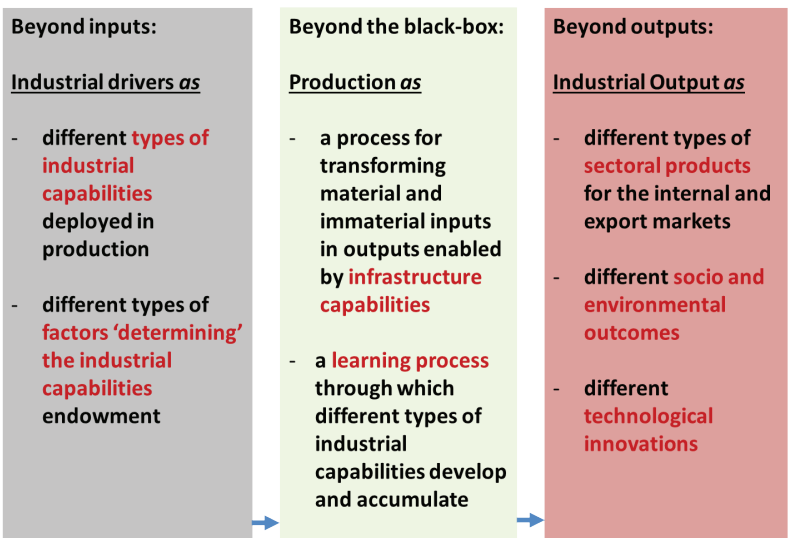 Beyond inputs:
Industrial drivers as
- different types of
industrial
capabilities
deployed in
production
- different types of
factors ‘determining’
the industrial
capabilities
endowment
Beyond the black-box:
Production as
- a process for
transforming
material and
immaterial inputs
in outputs enabled
by infrastructure
capabilities
- a learning process
through which
different types of
industrial
capabilities develop
and accumulate
Beyond outputs:
Industrial Output as
- different types of
sectoral products
for the internal and
export markets
- different socio and
environmental
outcomes
- different
technological
innovations